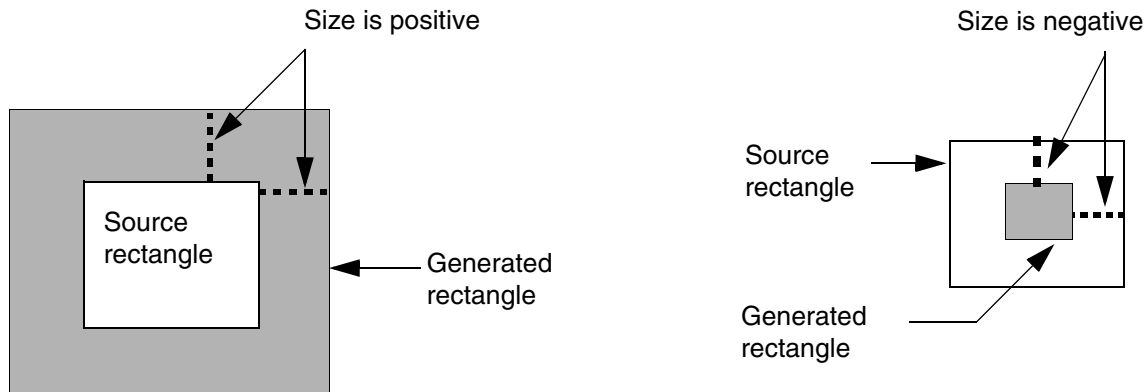 Size is positive
Source
rectangle
Generated
rectangle
Size is negative
Source
rectangle
Generated
rectangle